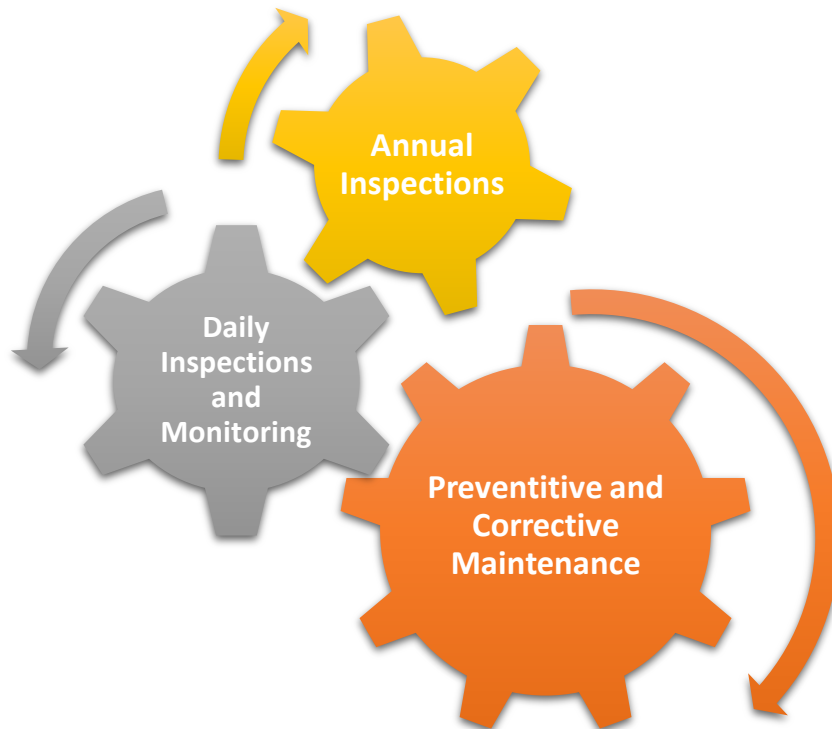 Annual
Inspections
Daily
Inspections
and
Monitoring
Preventitive and
Corrective
Maintenance